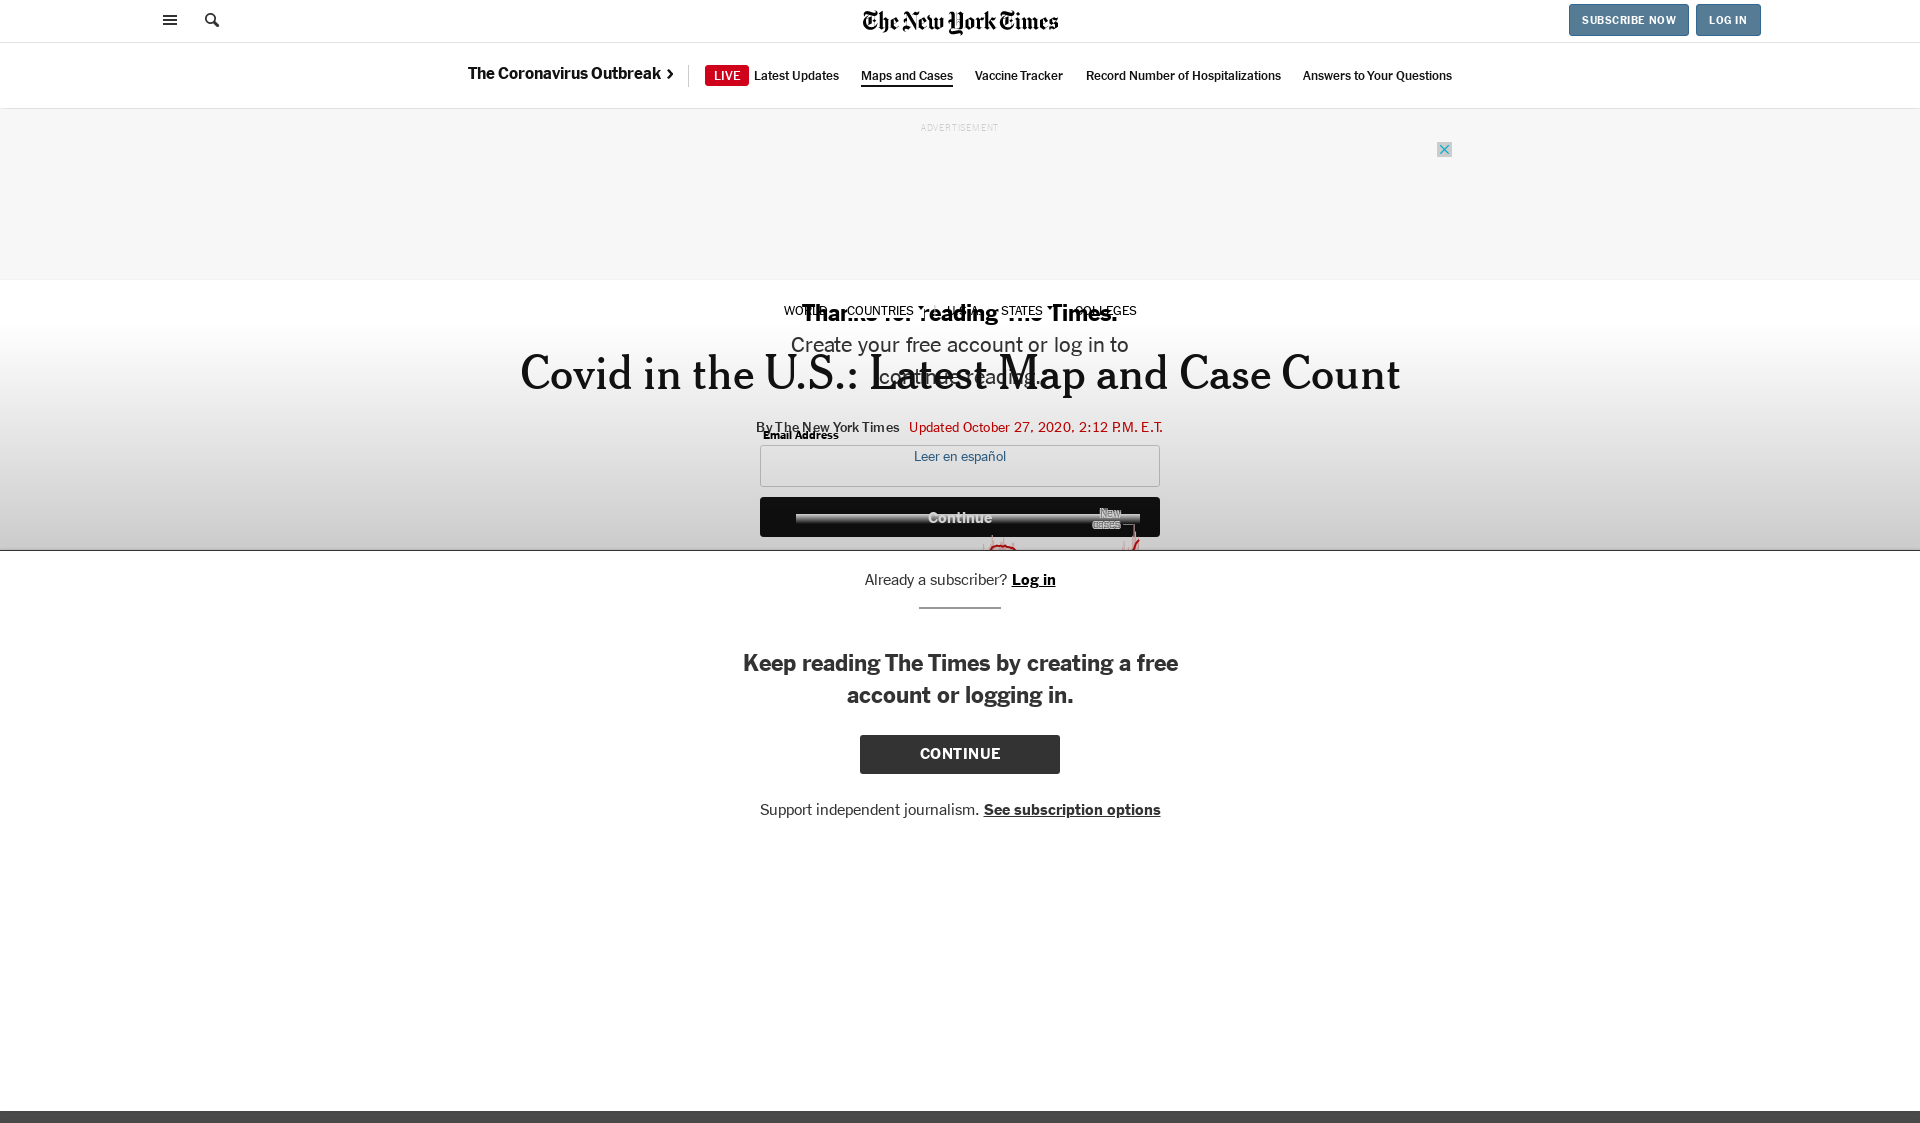 The New York Times
SUBSCRIBE NOW
LOG IN
The Coronavirus Outbreak
LIVE Latest Updates
Maps and Cases
Vaccine Tracker
Record Number of Hospitalizations
Answers to Your Questions
ADVERTISEMENT
WORLD COUNTRIES U.S.A. STATES COLLEGES
Thanks for reading The Times.
Create your free account or log in to
continue reading.
Covid in the U.S.: Latest Map and Case Count
By The New York Times Updated October 27, 2020, 2:12 P.M. E.T.
Email Address
Leer en español
Continue
New
cases
Already a subscriber? Log in
Keep reading The Times by creating a free
account or logging in.
CONTINUE
Support independent journalism. See subscription options